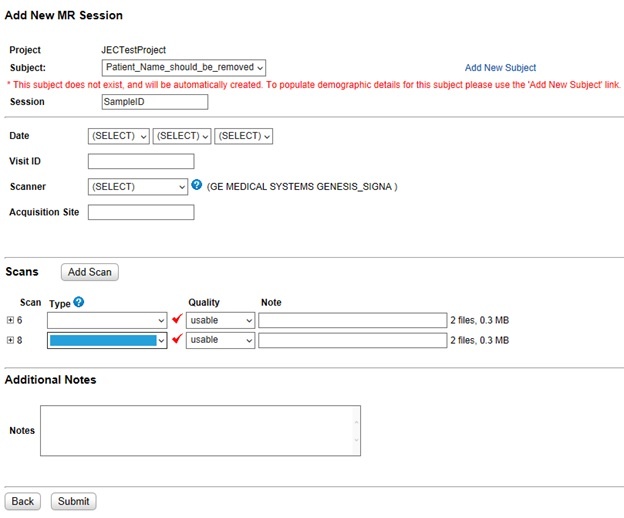 Add New MR Session
Project JECTestProject
Subject: Patient_Name_should_be_removed Add New Subject
* This subject does not exist, and will be automatically created. To populate demographic details for this subject please use the 'Add New Subject' link.
Session SampleID
Date (SELECT) (SELECT) (SELECT)
Visit ID
Scanner (SELECT) ? (GE MEDICAL SYSTEMS GENESIS_SIGNA )
Acquisition Site
Scans Add Scan
Scan Type ? Quality Note
6 usable 2 files, 0.3 MB
8 usable 2 files, 0.3 MB
Additional Notes
Notes
Back Submit